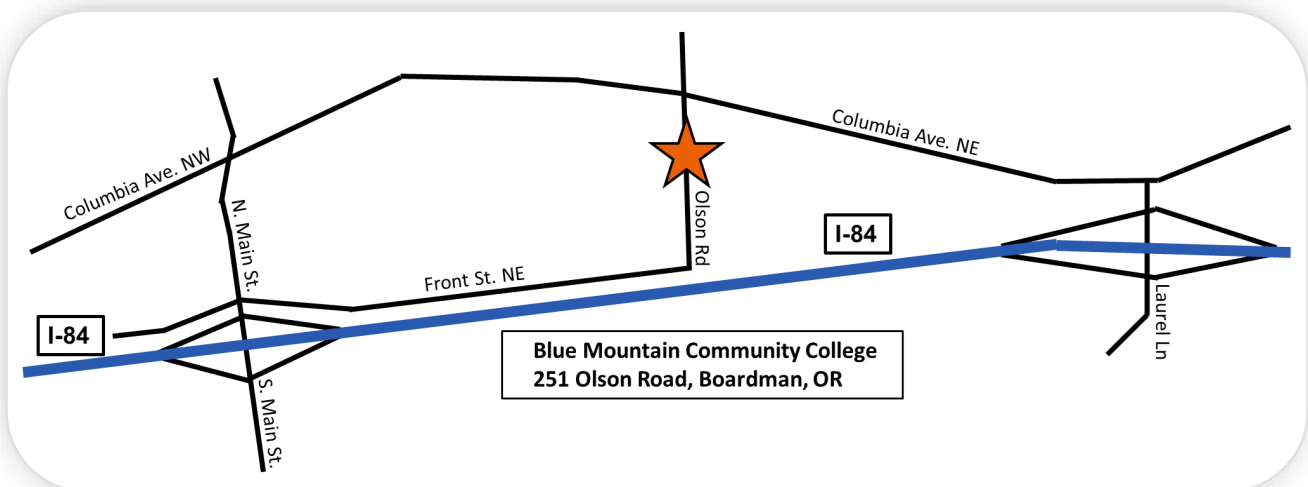 Columbia Ave. NW
N. Main St.
Columbia Ave. NE
Olson Rd
I-84
Front St. NE
I-84
Laurel Ln
Blue Mountain Community College
251 Olson Road, Boardman, OR
S. Main St.